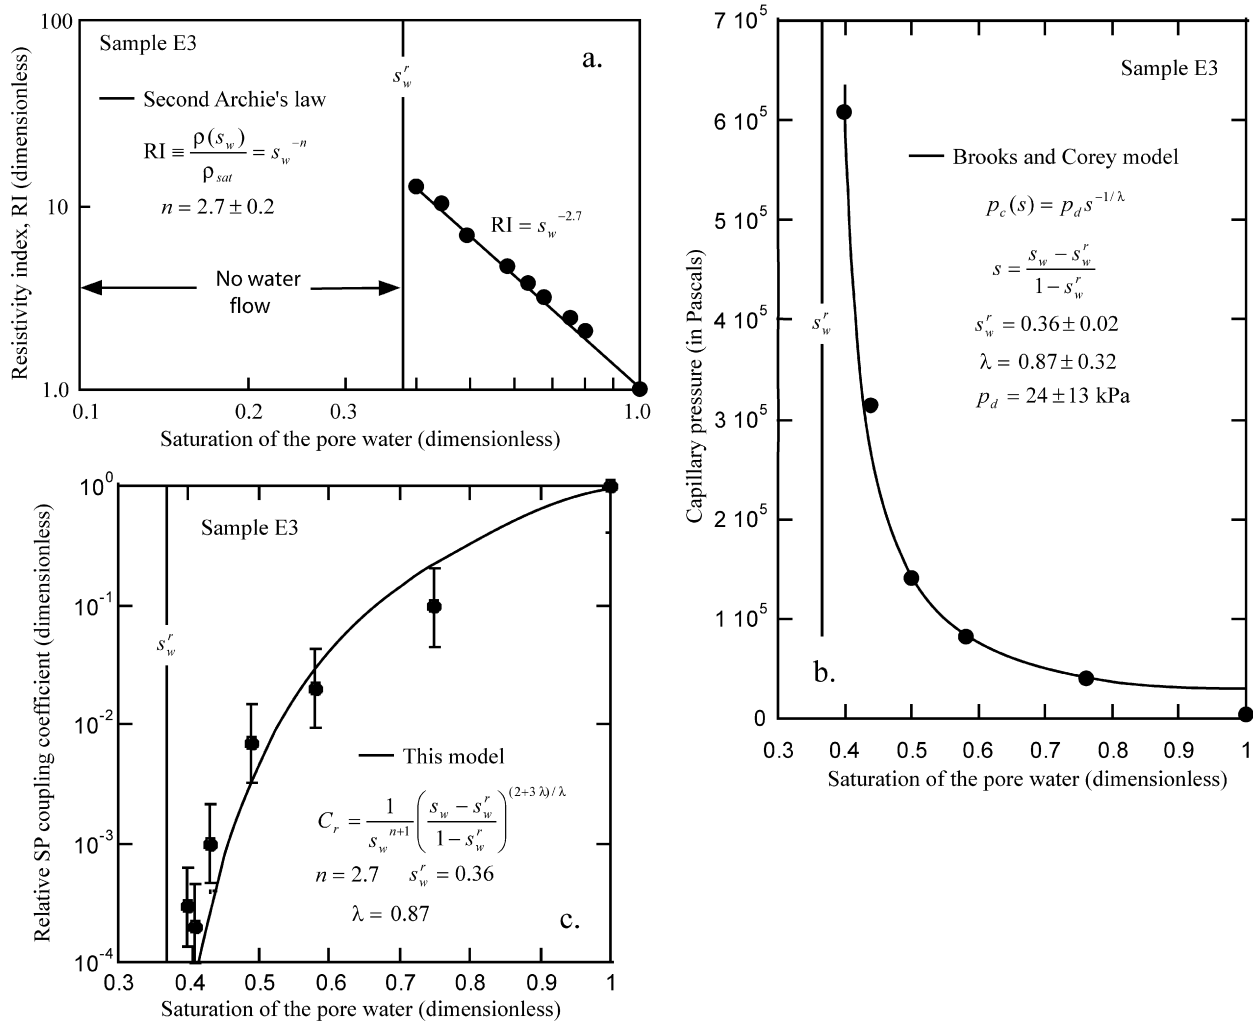 100
Sample E3
a.
s_w^r
Second Archie's law
RI ≡ ρ(s_w)/ρ_sat = s_w^−n
n = 2.7 ± 0.2
10
RI = s_w^−2.7
No water
flow
1.0
0.1 0.2 0.3 1.0
Saturation of the pore water (dimensionless)
Resistivity index, RI (dimensionless)
7 10^5
6 10^5
5 10^5
4 10^5
3 10^5
2 10^5
1 10^5
0
Sample E3
Brooks and Corey model
p_c(s) = p_d s^−1/λ
s = (s_w − s_w^r)/(1 − s_w^r)
s_w^r
s_w^r = 0.36 ± 0.02
λ = 0.87 ± 0.32
p_d = 24 ± 13 kPa
b.
0.3 0.4 0.5 0.6 0.7 0.8 0.9 1
Saturation of the pore water (dimensionless)
Capillary pressure (in Pascals)
10^0
10^-1
10^-2
10^-3
10^-4
Sample E3
s_w^r
This model
C_r = 1/s_w^n+1 ((s_w − s_w^r)/(1 − s_w^r))^(2+3λ)/λ
n = 2.7 s_w^r = 0.36
λ = 0.87
c.
0.3 0.4 0.5 0.6 0.7 0.8 0.9 1
Saturation of the pore water (dimensionless)
Relative SP coupling coefficient (dimensionless)